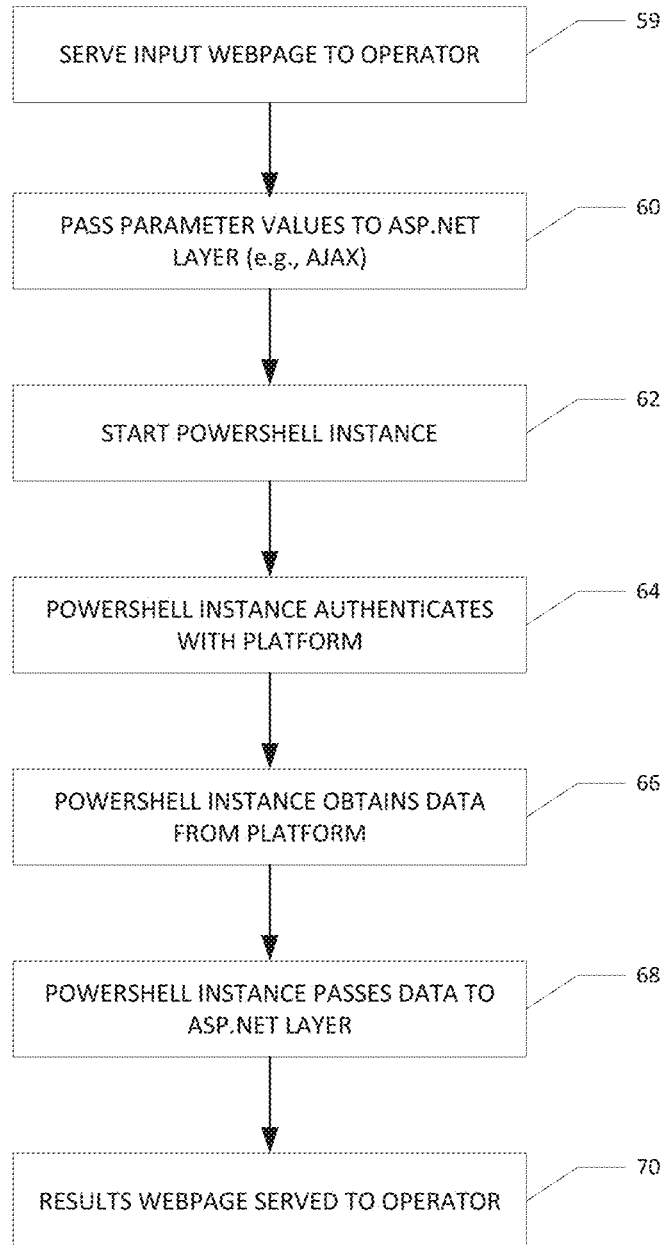 SERVE INPUT WEBPAGE TO OPERATOR
59
PASS PARAMETER VALUES TO ASP.NET
LAYER (e.g., AJAX)
60
START POWERSHELL INSTANCE
62
POWERSHELL INSTANCE AUTHENTICATES
WITH PLATFORM
64
POWERSHELL INSTANCE OBTAINS DATA
FROM PLATFORM
66
POWERSHELL INSTANCE PASSES DATA TO
ASP.NET LAYER
68
RESULTS WEBPAGE SERVED TO OPERATOR
70